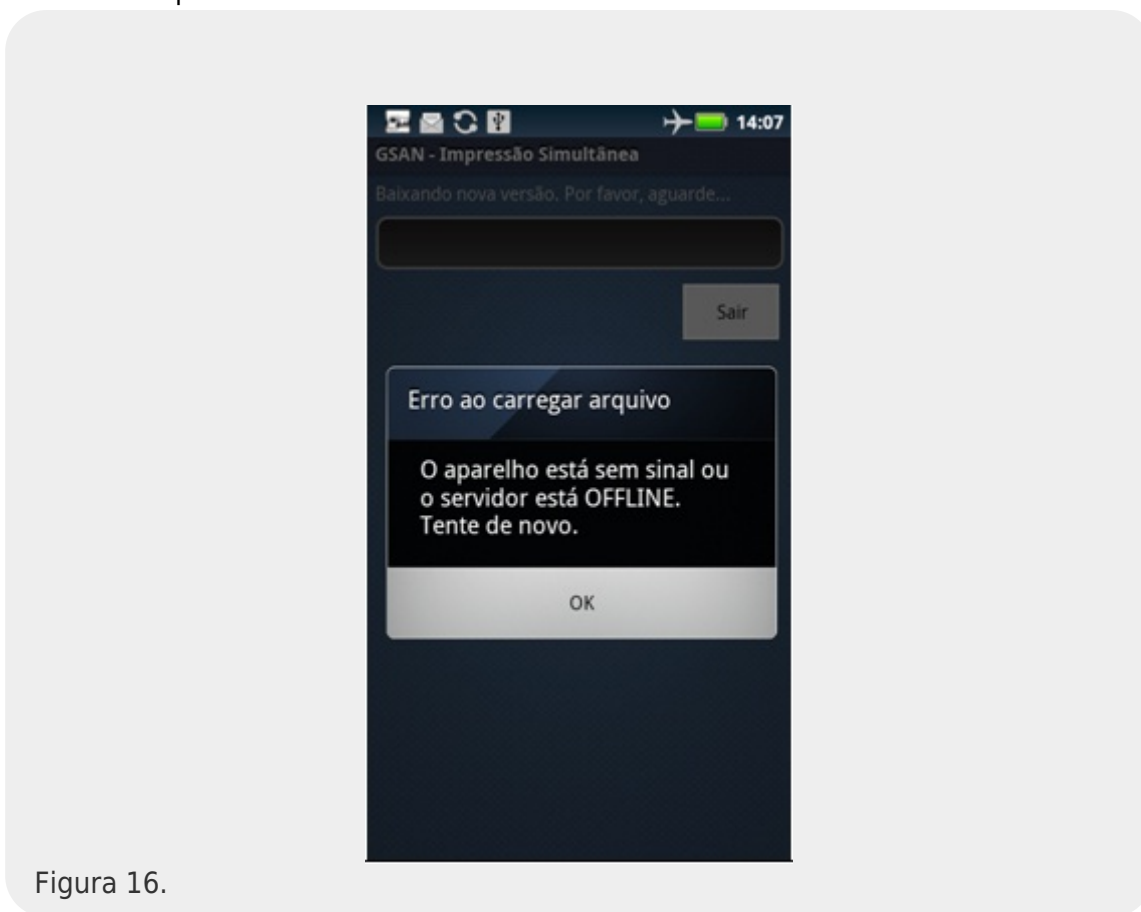 14:07
GSAN - Impressão Simultânea
Baixando nova versão. Por favor, aguarde...
Sair
Erro ao carregar arquivo
O aparelho está sem sinal ou
o servidor está OFFLINE.
Tente de novo.
OK
Figura 16.